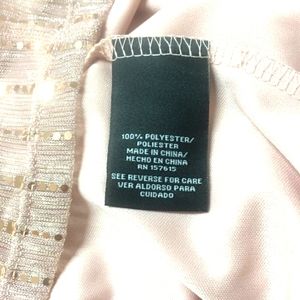 100% POLYESTER/
POLIESTER
MADE IN CHINA/
HECHO EN CHINA
RN 157615
SEE REVERSE FOR CARE
VER ALDORSO PARA
CUIDADO